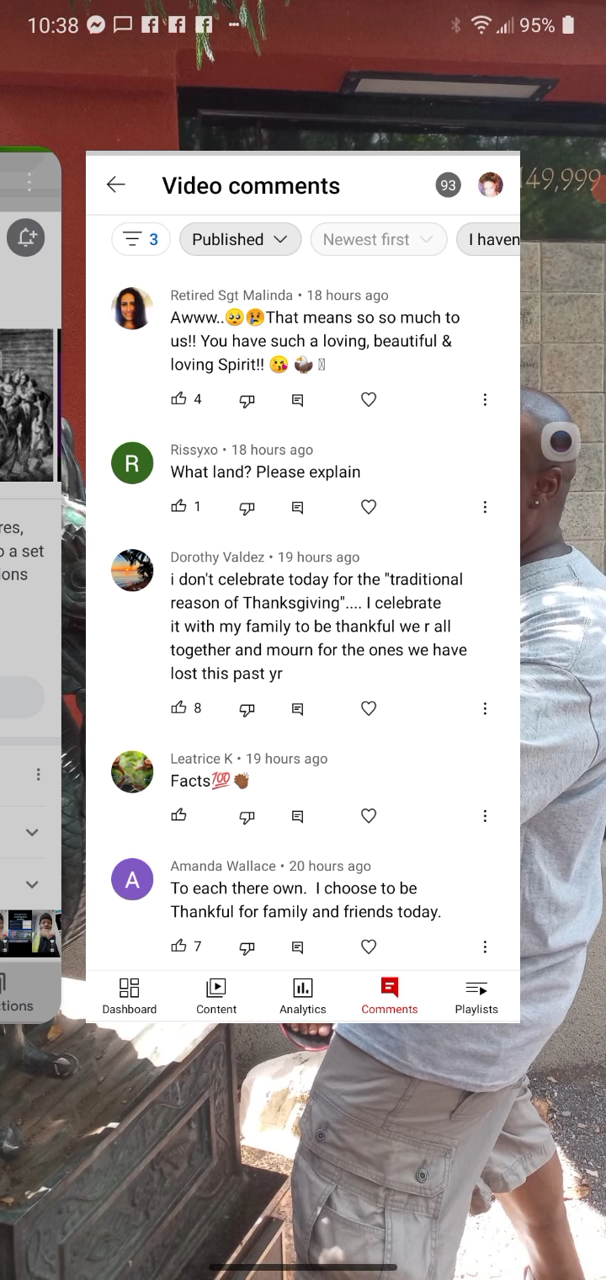 10:38
95%
49,999
Video comments
93
3
Published
Newest first
I haven
Retired Sgt Malinda • 18 hours ago
Awww..🥺😢That means so so much to
us!! You have such a loving, beautiful &
loving Spirit!! 😘
4
R
Rissyxo • 18 hours ago
What land? Please explain
1
res,
o a set
ions
Dorothy Valdez • 19 hours ago
i don't celebrate today for the "traditional
reason of Thanksgiving".... I celebrate
it with my family to be thankful we r all
together and mourn for the ones we have
lost this past yr
8
Leatrice K • 19 hours ago
Facts💯👏🏾
A
Amanda Wallace • 20 hours ago
To each there own.  I choose to be
Thankful for family and friends today.
7
ctions
Dashboard
Content
Analytics
Comments
Playlists